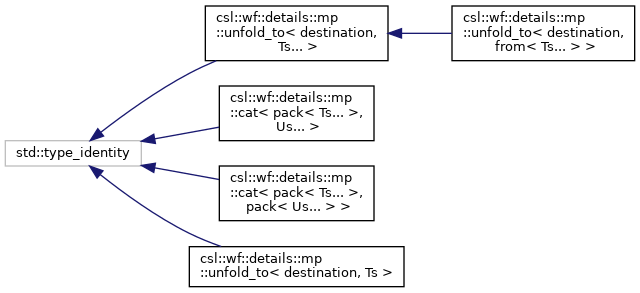 csl::wf::details::mp
::unfold_to< destination,
Ts... >
csl::wf::details::mp
::unfold_to< destination,
from< Ts... > >
csl::wf::details::mp
::cat< pack< Ts... >,
Us... >
std::type_identity
csl::wf::details::mp
::cat< pack< Ts... >,
pack< Us... > >
csl::wf::details::mp
::unfold_to< destination, Ts >